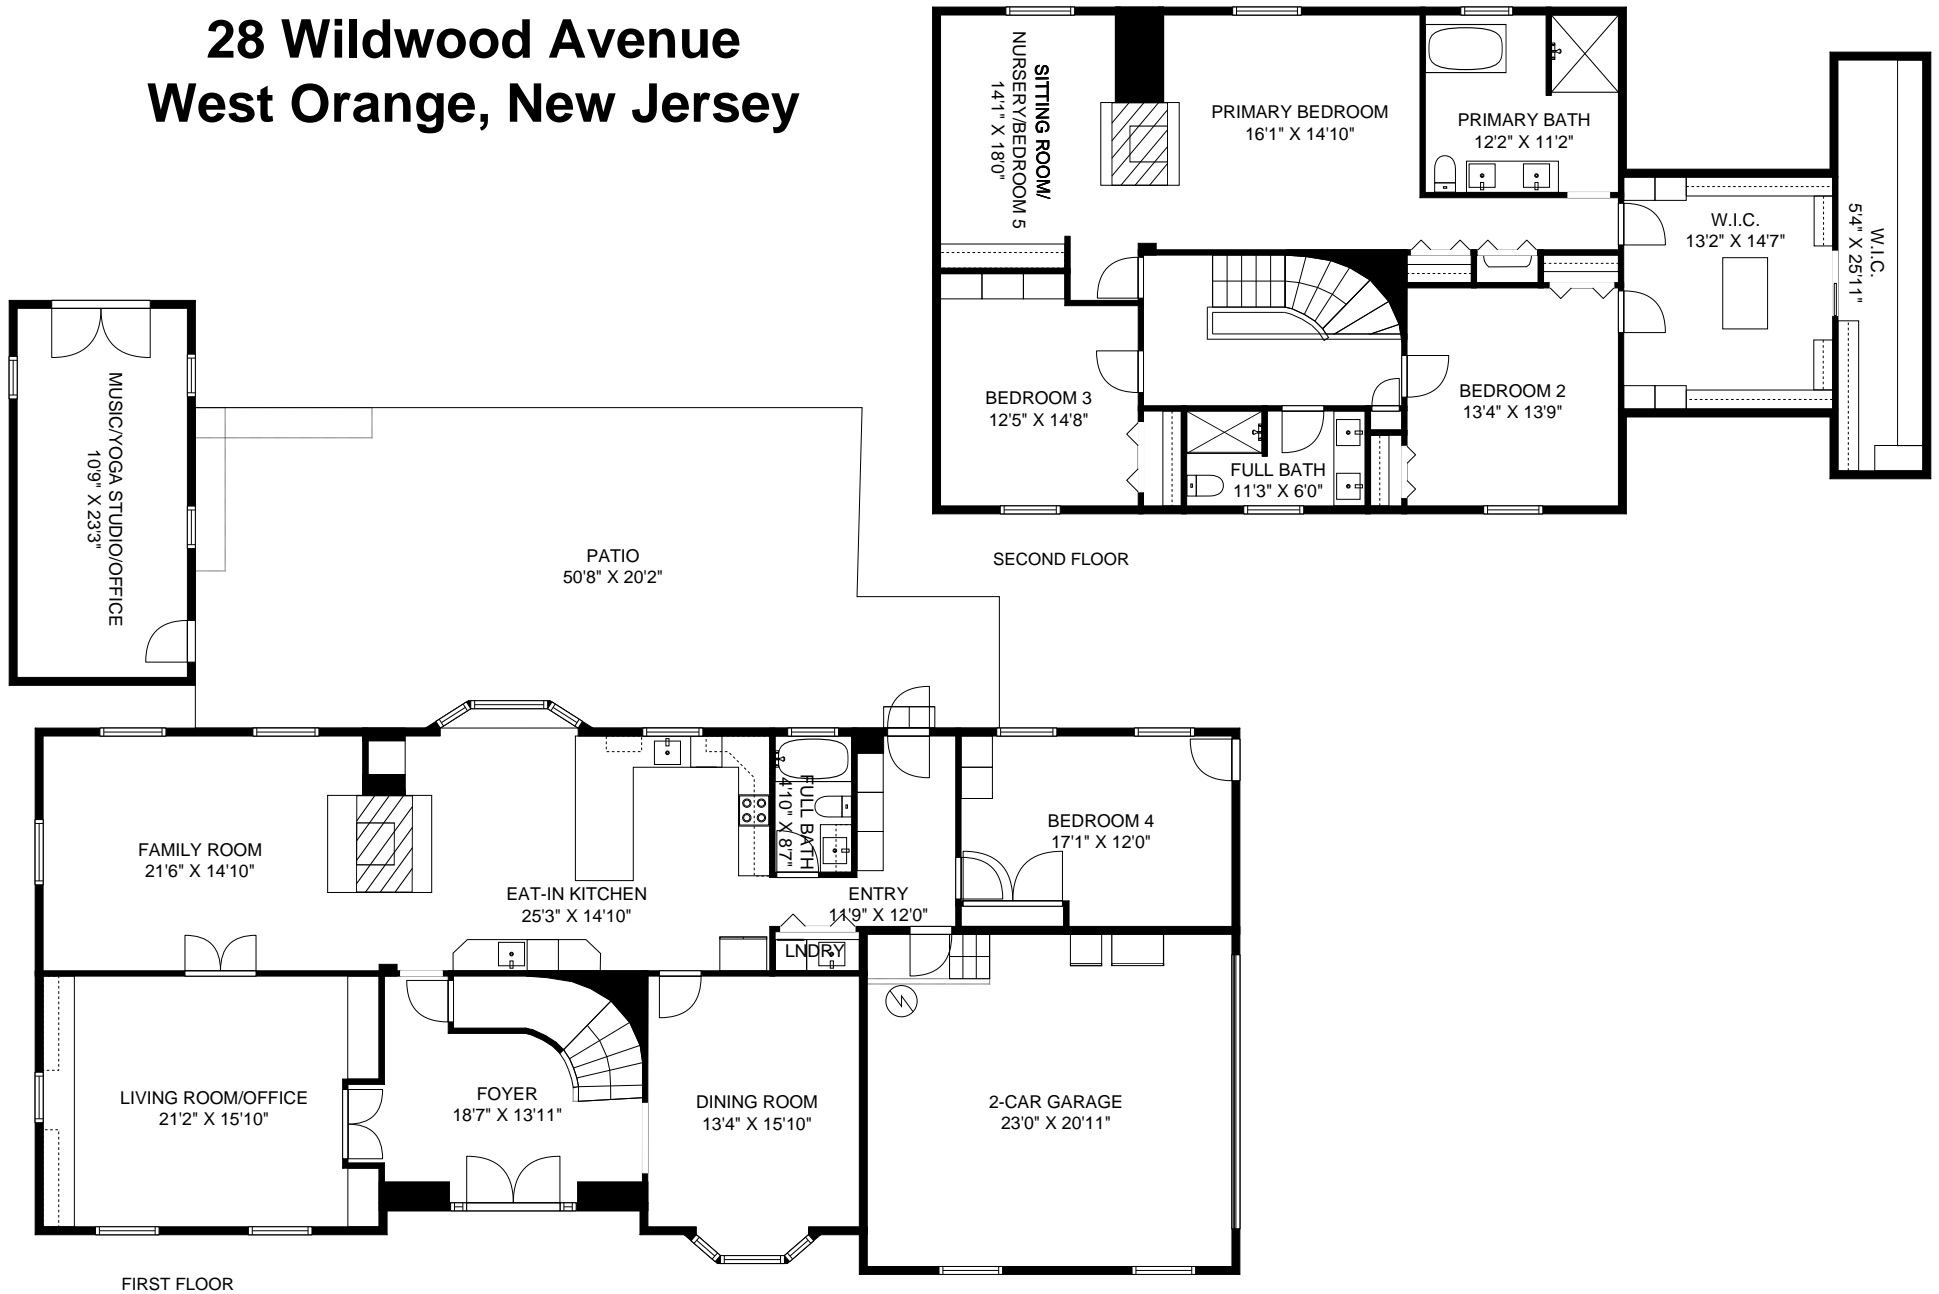 28 Wildwood Avenue
West Orange, New Jersey
SITTING ROOM/
NURSERY/BEDROOM 5
14'1" X 18'0"
PRIMARY BEDROOM
16'1" X 14'10"
PRIMARY BATH
12'2" X 11'2"
W.I.C.
13'2" X 14'7"
W.I.C.
5'4" X 25'11"
BEDROOM 3
12'5" X 14'8"
BEDROOM 2
13'4" X 13'9"
FULL BATH
11'3" X 6'0"
SECOND FLOOR
MUSIC/YOGA STUDIO/OFFICE
10'9" X 23'3"
PATIO
50'8" X 20'2"
FAMILY ROOM
21'6" X 14'10"
EAT-IN KITCHEN
25'3" X 14'10"
FULL BATH
4'10" X 8'7"
ENTRY
11'9" X 12'0"
BEDROOM 4
17'1" X 12'0"
LNDRY
LIVING ROOM/OFFICE
21'2" X 15'10"
FOYER
18'7" X 13'11"
DINING ROOM
13'4" X 15'10"
2-CAR GARAGE
23'0" X 20'11"
FIRST FLOOR